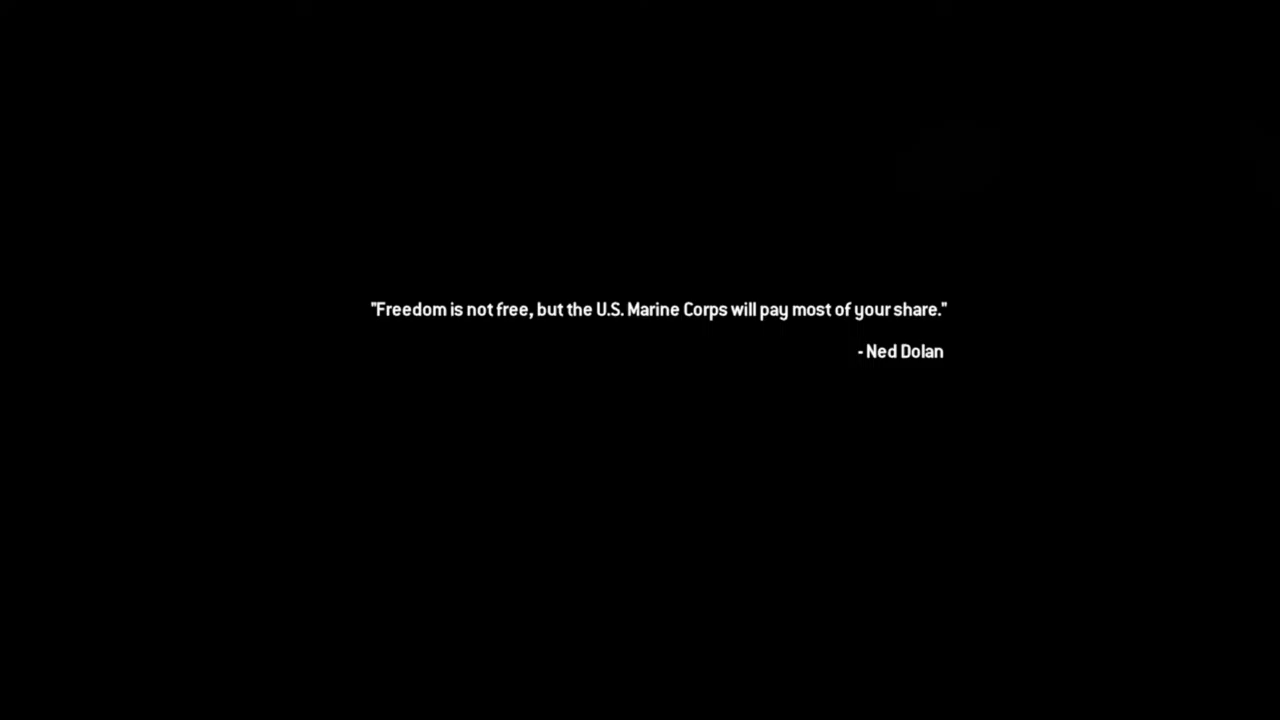 "Freedom is not free, but the U.S. Marine Corps will pay most of your share."
- Ned Dolan